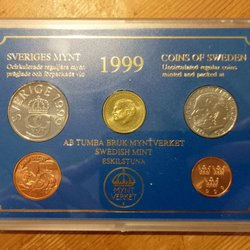 SVERIGES MYNT
Ocirkulerade reguljära mynt
präglade och förpackade vid
1999
COINS OF SWEDEN
Uncirculated regular coins
minted and packed at
SVERIGE 1999
AB TUMBA BRUK MYNTVERKET
SWEDISH MINT
ESKILSTUNA
MYNT
VERKET